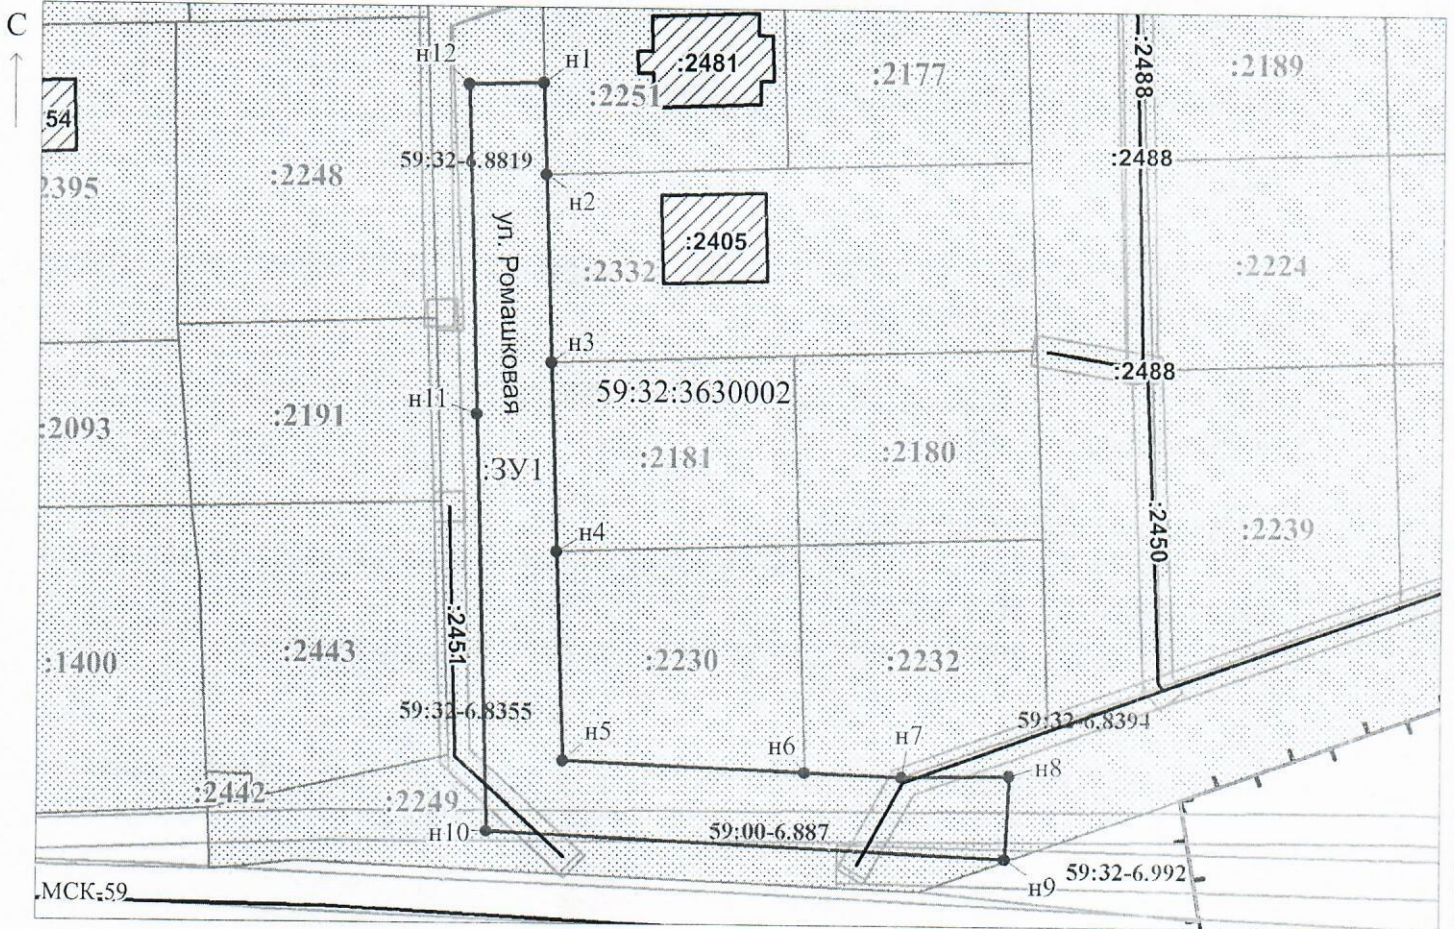 С
н12
н1
:2481
:2177
:2488
:2189
:2251
54
59:32-6.8819
:2488
:2395
:2248
н2
ул. Ромашковая
:2405
:2332
:2224
н3
:2488
59:32:3630002
н11
:2093
:2191
:2181
:2180
:ЗУ1
н4
:2450
:2239
:2451
:1400
:2443
:2230
:2232
59:32-6.8355
59:32-6.8394
н5
н6
н7
н8
:2442
:2249
н10
59:00-6.887
н9
59:32-6.992
МСК-59